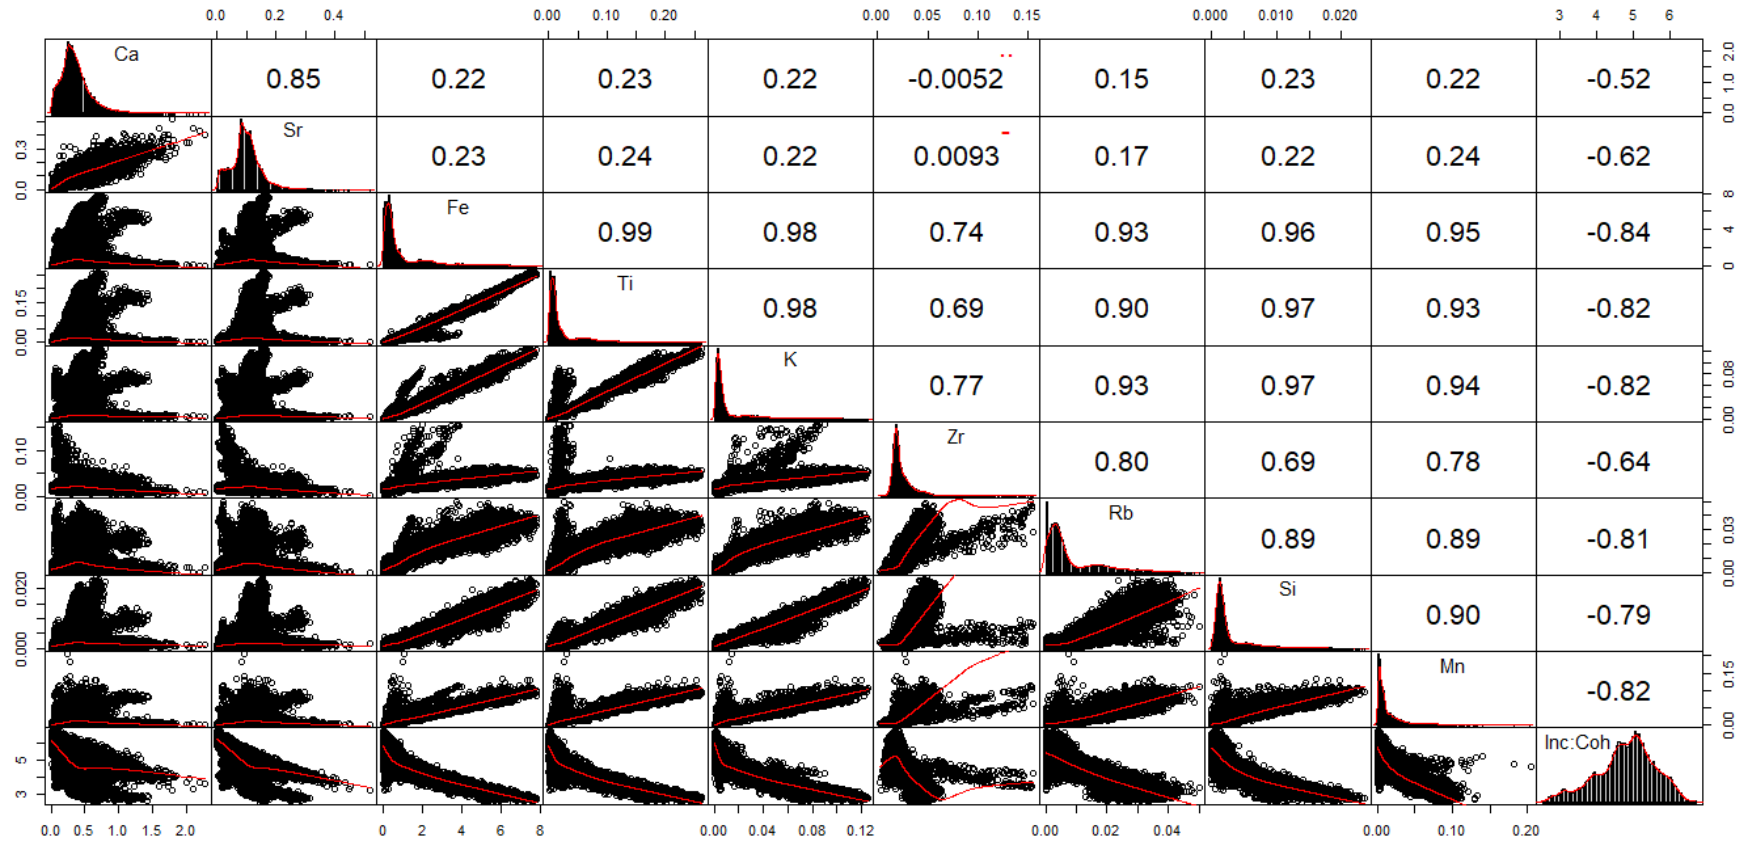 0.0 0.2 0.4 0.00 0.10 0.20 0.00 0.05 0.10 0.15 0.000 0.010 0.020 3 4 5 6
Ca 0.85 0.22 0.23 0.22 -0.0052 0.15 0.23 0.22 -0.52 0.0 1.0 2.0
0.0 0.3 Sr 0.23 0.24 0.22 0.0093 0.17 0.22 0.24 -0.62
Fe 0.99 0.98 0.74 0.93 0.96 0.95 -0.84 0 4 8
0.00 0.15 Ti 0.98 0.69 0.90 0.97 0.93 -0.82
K 0.77 0.93 0.97 0.94 -0.82 0.00 0.08
0.00 0.10 Zr 0.80 0.69 0.78 -0.64
Rb 0.89 0.89 -0.81 0.00 0.03
0.000 0.020 Si 0.90 -0.79
Mn -0.82 0.00 0.15
3 5 Inc:Coh
0.0 0.5 1.0 1.5 2.0 0 2 4 6 8 0.00 0.04 0.08 0.12 0.00 0.02 0.04 0.00 0.10 0.20